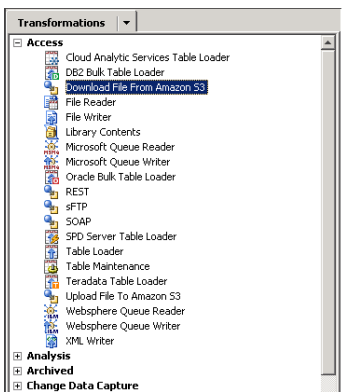 Transformations
Access
Cloud Analytic Services Table Loader
DB2 Bulk Table Loader
Download File From Amazon S3
File Reader
File Writer
Library Contents
Microsoft Queue Reader
Microsoft Queue Writer
Oracle Bulk Table Loader
REST
sFTP
SOAP
SPD Server Table Loader
Table Loader
Table Maintenance
Teradata Table Loader
Upload File To Amazon S3
Websphere Queue Reader
Websphere Queue Writer
XML Writer
Analysis
Archived
Change Data Capture